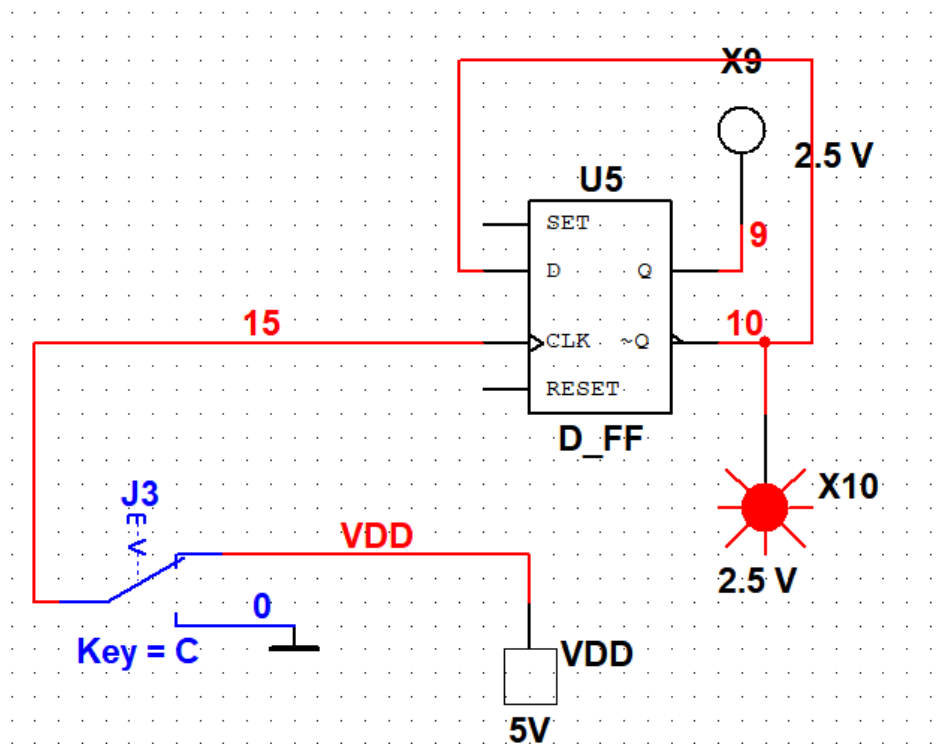 X9
2.5 V
U5
SET
9
D Q
15
10
CLK ~Q
RESET
D_FF
J3
X10
VDD
2.5 V
0
Key = C
VDD
5V